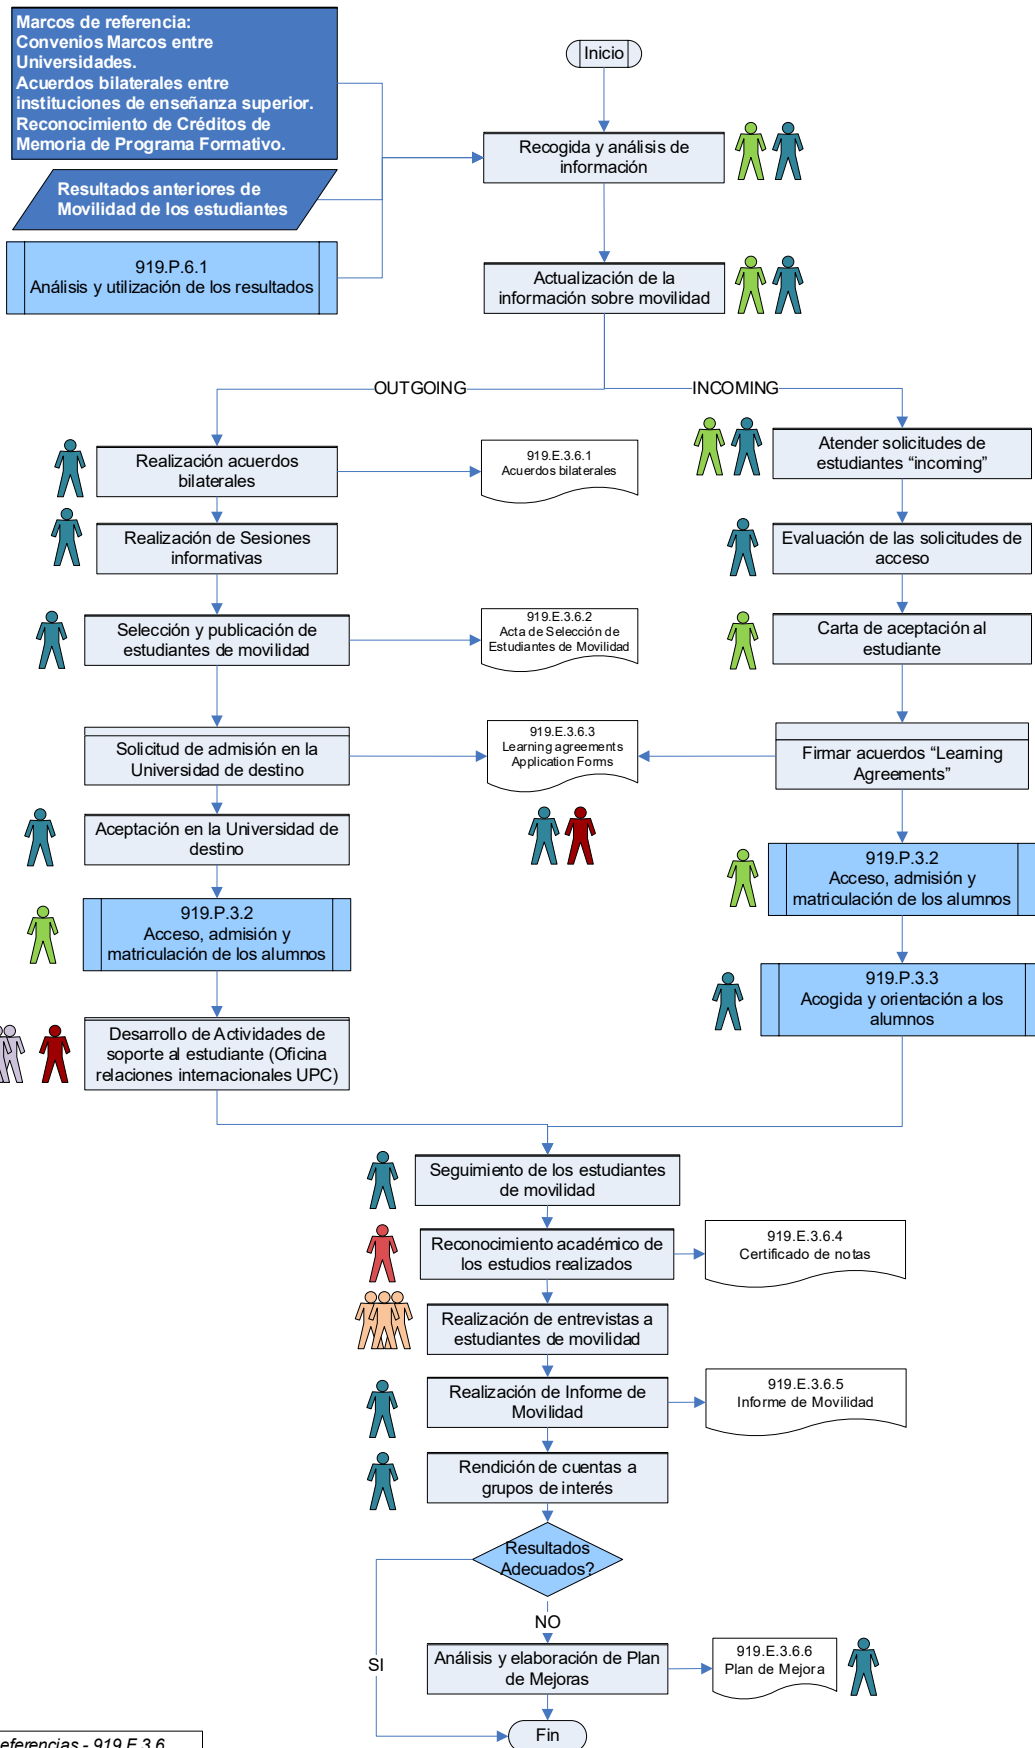 Marcos de referencia:
Convenios Marcos entre
Universidades.
Acuerdos bilaterales entre
instituciones de enseñanza superior.
Reconocimiento de Créditos de
Memoria de Programa Formativo.
Inicio
Recogida y análisis de
información
Resultados anteriores de
Movilidad de los estudiantes
919.P.6.1
Análisis y utilización de los resultados
Actualización de la
información sobre movilidad
OUTGOING
INCOMING
Realización acuerdos
bilaterales
919.E.3.6.1
Acuerdos bilaterales
Atender solicitudes de
estudiantes “incoming”
Realización de Sesiones
informativas
Evaluación de las solicitudes de
acceso
Selección y publicación de
estudiantes de movilidad
919.E.3.6.2
Acta de Selección de
Estudiantes de Movilidad
Carta de aceptación al
estudiante
Solicitud de admisión en la
Universidad de destino
919.E.3.6.3
Learning agreements
Application Forms
Firmar acuerdos “Learning
Agreements”
Aceptación en la Universidad de
destino
919.P.3.2
Acceso, admisión y
matriculación de los alumnos
919.P.3.2
Acceso, admisión y
matriculación de los alumnos
919.P.3.3
Acogida y orientación a los
alumnos
Desarrollo de Actividades de
soporte al estudiante (Oficina
relaciones internacionales UPC)
Seguimiento de los estudiantes
de movilidad
Reconocimiento académico de
los estudios realizados
919.E.3.6.4
Certificado de notas
Realización de entrevistas a
estudiantes de movilidad
Realización de Informe de
Movilidad
919.E.3.6.5
Informe de Movilidad
Rendición de cuentas a
grupos de interés
Resultados
Adecuados?
NO
SI
Análisis y elaboración de Plan
de Mejoras
919.E.3.6.6
Plan de Mejora
Fin
eferencias - 919.E.3.6